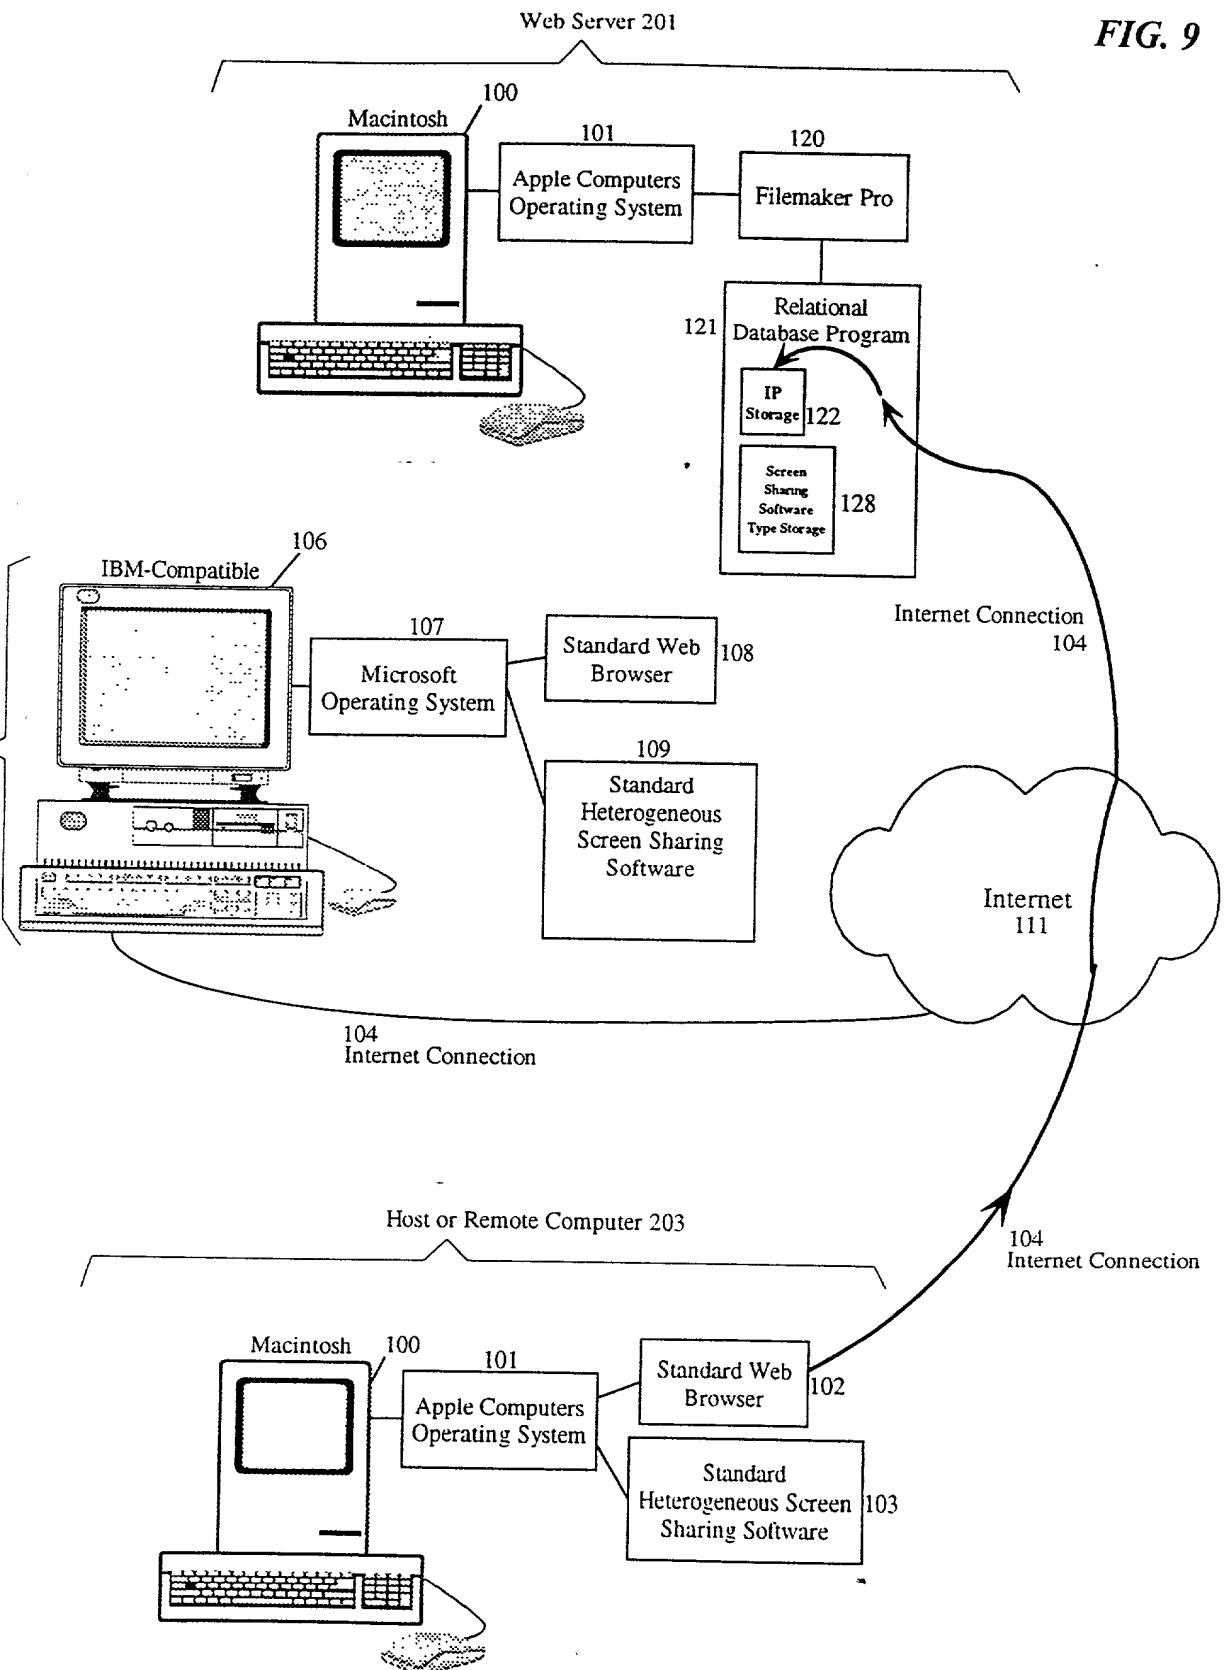 Web Server 201
FIG. 9
100
Macintosh
101
Apple Computers
Operating System
120
Filemaker Pro
121
Relational
Database Program
IP
Storage
122
Screen
Sharing
Software
Type Storage
128
106
IBM-Compatible
107
Microsoft
Operating System
Standard Web
Browser
108
109
Standard
Heterogeneous
Screen Sharing
Software
Internet Connection
104
Internet
111
104
Internet Connection
Host or Remote Computer 203
104
Internet Connection
Macintosh
100
101
Apple Computers
Operating System
Standard Web
Browser
102
Standard
Heterogeneous Screen
Sharing Software
103